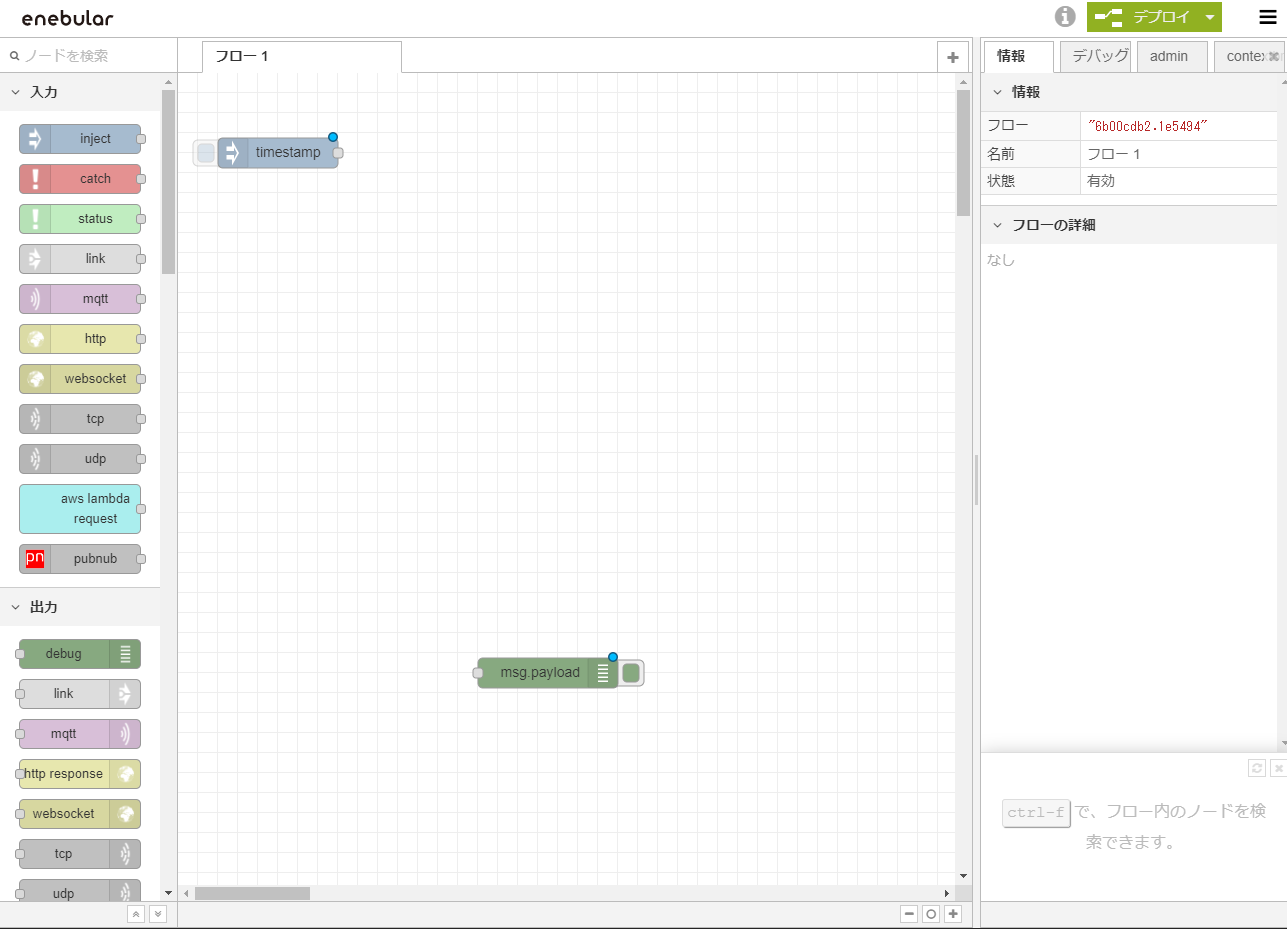 enebular
デプロイ
ノードを検索
フロー 1
情報
デバッグ
admin
contex
入力
inject
catch
status
link
mqtt
http
websocket
tcp
udp
aws lambda
request
pn
pubnub
出力
debug
link
mqtt
http response
websocket
tcp
udp
timestamp
msg.payload
情報
フロー "6b00cdb2.1e5494"
名前 フロー 1
状態 有効
フローの詳細
なし
ctrl-f で、フロー内のノードを検
索できます。